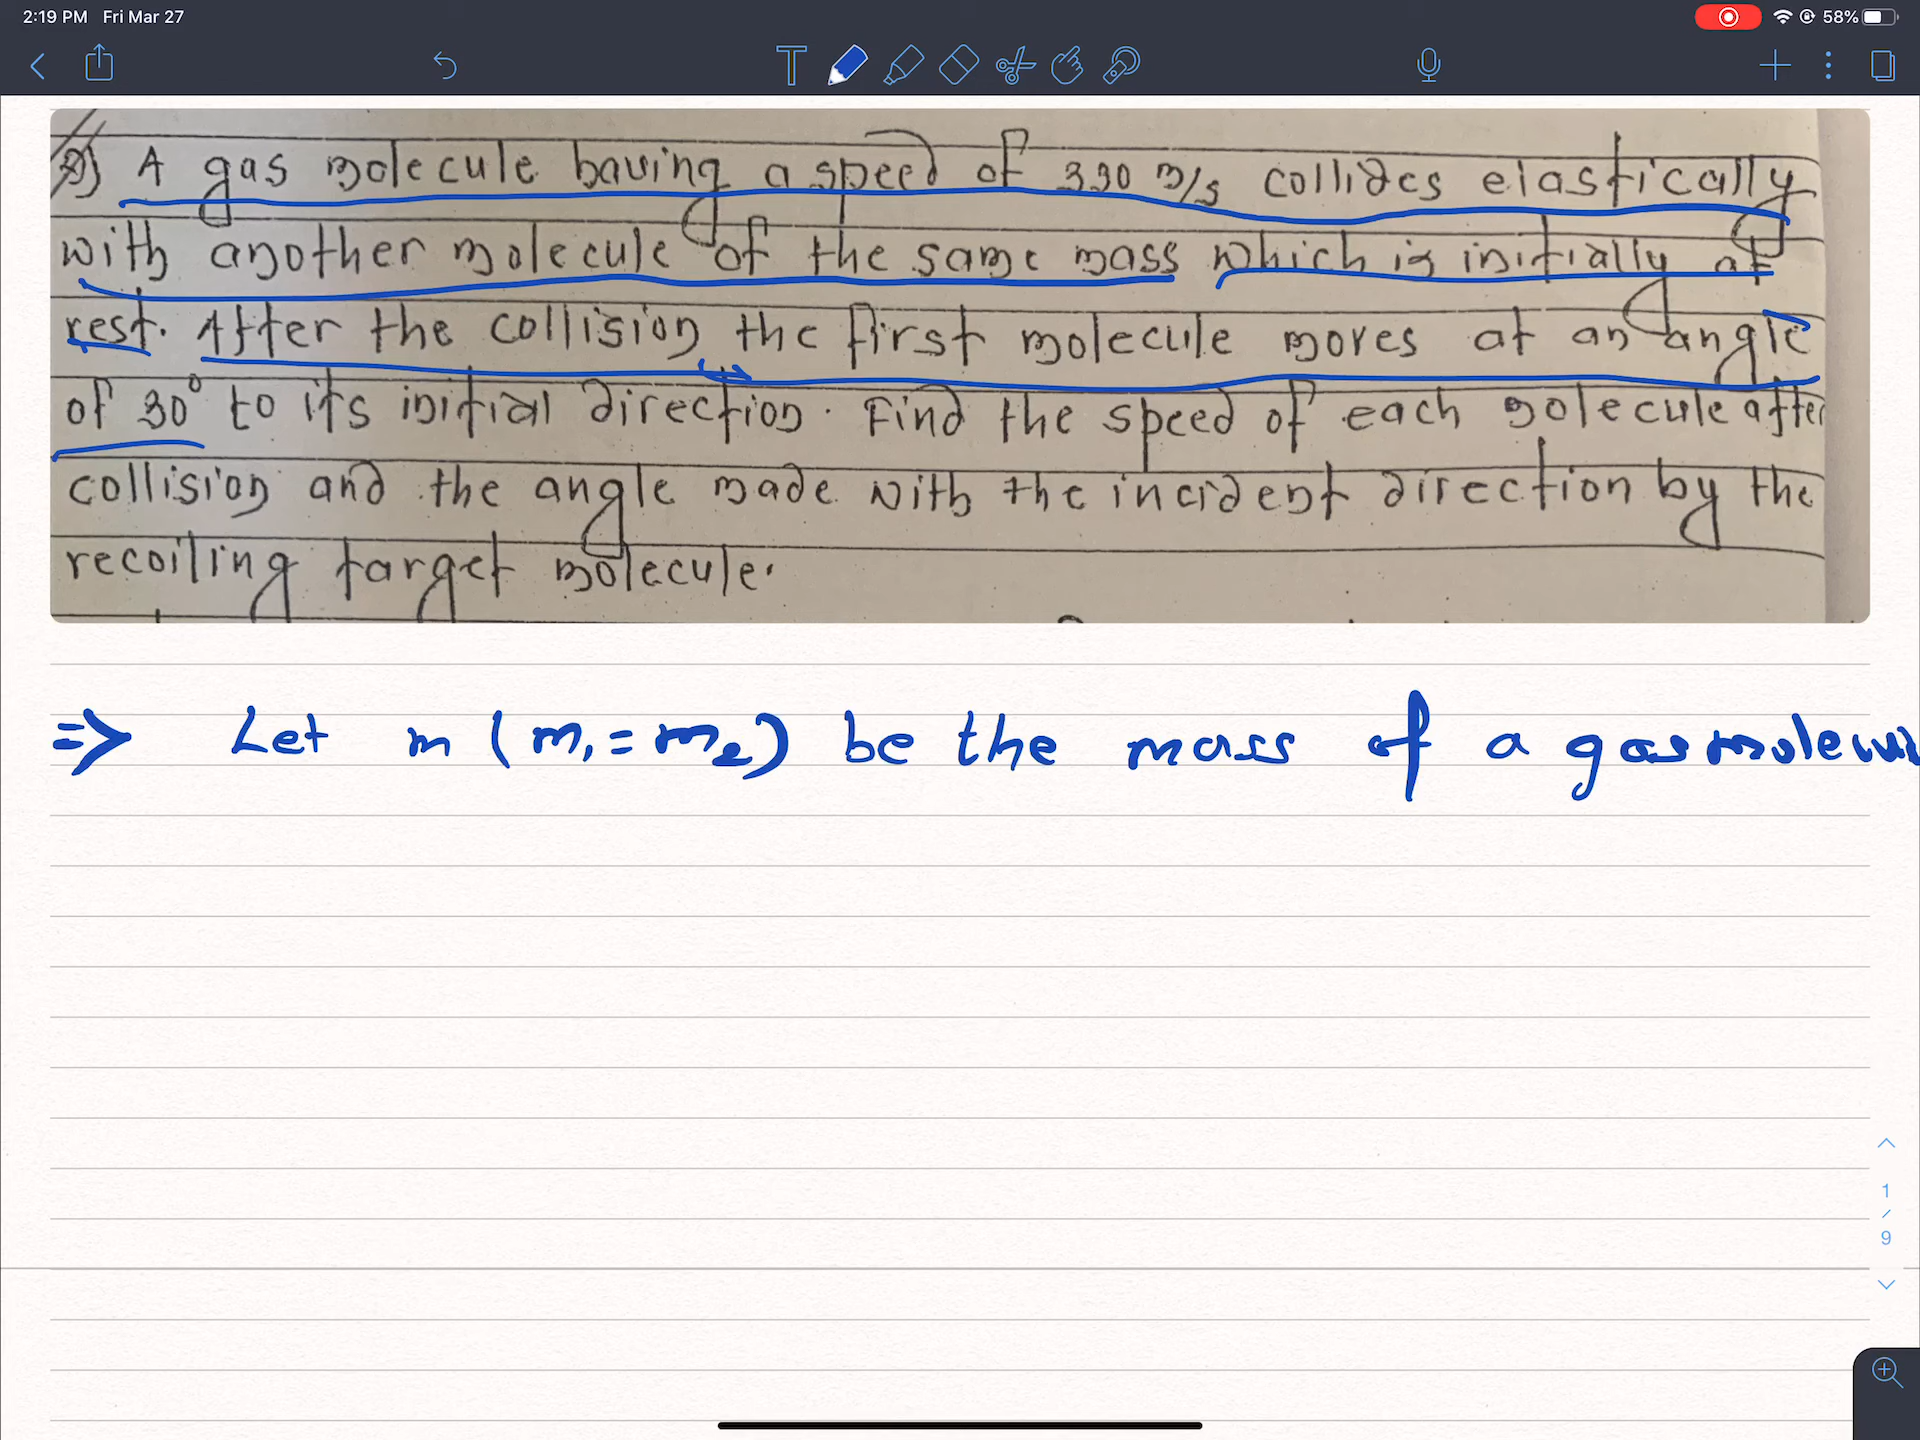 2:19 PM Fri Mar 27
58%
Q) A gas molecule having a speed of 330 m/s collides elastically
with another molecule of the same mass which is initially at
rest. After the collision the first molecule moves at an angle
of 30° to its initial direction. Find the speed of each molecule after
collision and the angle made with the incident direction by the
recoiling target molecule.
⇒ Let m (m₁ = m₂) be the mass of a gas molecule
1
/
9